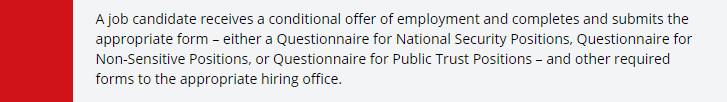 A job candidate receives a conditional offer of employment and completes and submits the
appropriate form – either a Questionnaire for National Security Positions, Questionnaire for
Non-Sensitive Positions, or Questionnaire for Public Trust Positions – and other required
forms to the appropriate hiring office.